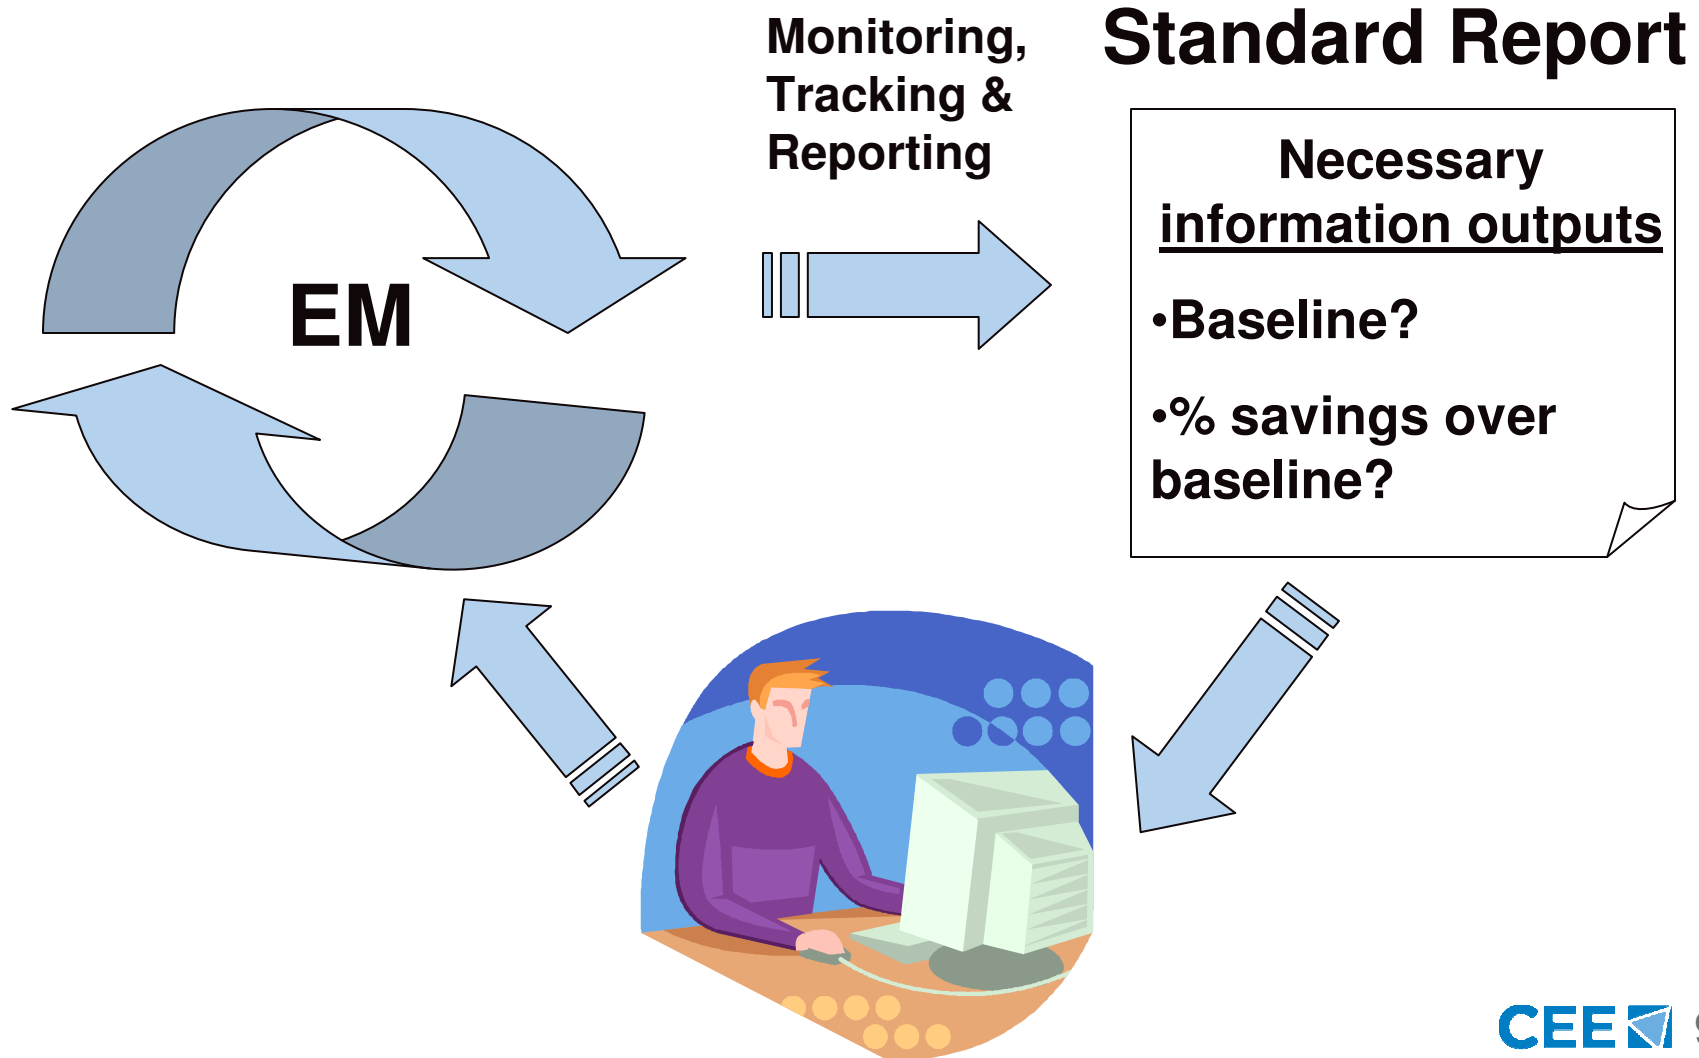 Monitoring,
Tracking &
Reporting
Standard Report
Necessary
information outputs
•Baseline?
•% savings over
baseline?
EM
CEE